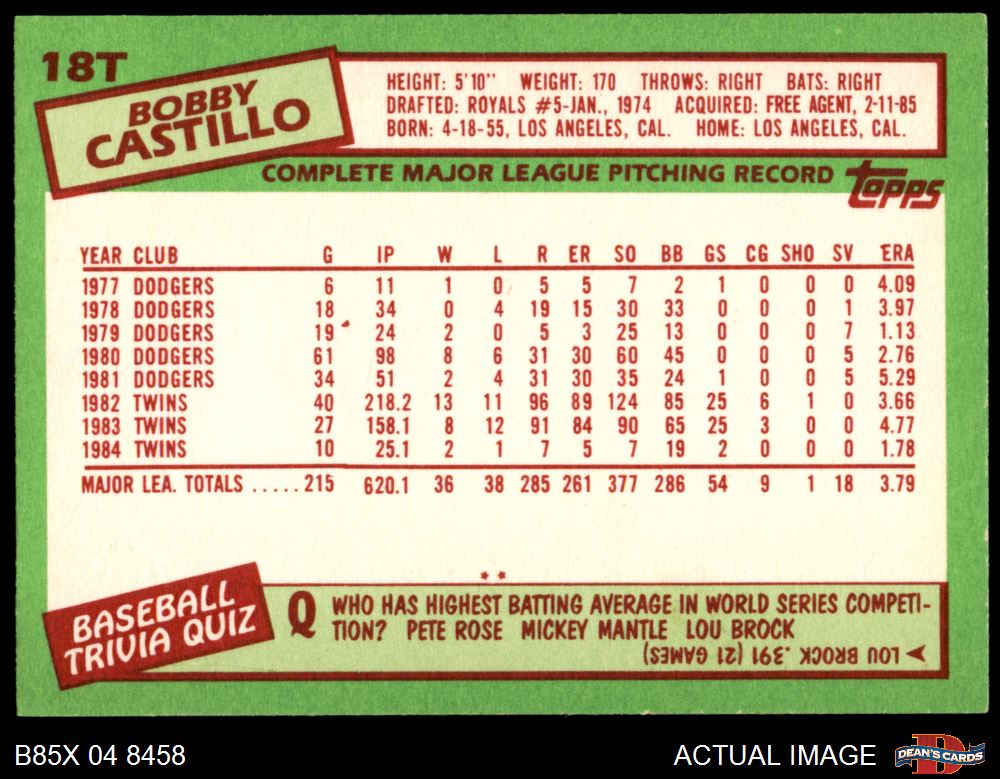 18T
BOBBY
CASTILLO
HEIGHT: 5'10" WEIGHT: 170 THROWS: RIGHT BATS: RIGHT
DRAFTED: ROYALS #5-JAN., 1974 ACQUIRED: FREE AGENT, 2-11-85
BORN: 4-18-55, LOS ANGELES, CAL. HOME: LOS ANGELES, CAL.
COMPLETE MAJOR LEAGUE PITCHING RECORD topps
YEAR CLUB G IP W L R ER SO BB GS CG SHO SV ERA
1977 DODGERS 6 11 1 0 5 5 7 2 1 0 0 0 4.09
1978 DODGERS 18 34 0 4 19 15 30 33 0 0 0 1 3.97
1979 DODGERS 19 24 2 0 5 3 25 13 0 0 0 7 1.13
1980 DODGERS 61 98 8 6 31 30 60 45 0 0 0 5 2.76
1981 DODGERS 34 51 2 4 31 30 35 24 1 0 0 5 5.29
1982 TWINS 40 218.2 13 11 96 89 124 85 25 6 1 0 3.66
1983 TWINS 27 158.1 8 12 91 84 90 65 25 3 0 0 4.77
1984 TWINS 10 25.1 2 1 7 5 7 19 2 0 0 0 1.78
MAJOR LEA. TOTALS .....215 620.1 36 38 285 261 377 286 54 9 1 18 3.79
**
BASEBALL
TRIVIA QUIZ
Q WHO HAS HIGHEST BATTING AVERAGE IN WORLD SERIES COMPETI-
TION? PETE ROSE MICKEY MANTLE LOU BROCK
LOU BROCK .391 (21 GAMES)
B85X 04 8458
ACTUAL IMAGE
DEAN'S CARDS